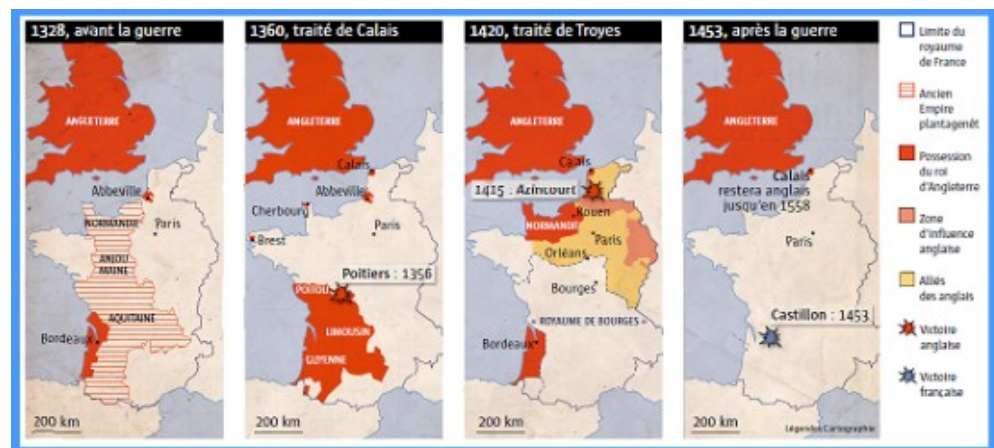 1328, avant la guerre
ANGLETERRE
Abbeville
NORMANDIE
Paris
ANJOU
MAINE
AQUITAINE
Bordeaux
200 km
1360, traité de Calais
ANGLETERRE
Calais
Abbeville
Cherbourg
Paris
Brest
Poitiers : 1356
POITOU
LIMOUSIN
GUYENNE
200 km
1420, traité de Troyes
ANGLETERRE
Calais
1415 : Azincourt
Rouen
NORMANDIE
Paris
Orléans
Bourges
« ROYAUME DE BOURGES »
Bordeaux
200 km
1453, après la guerre
Calais
restera anglais
jusqu'en 1558
Paris
Castillon : 1453
200 km
Légendes Cartographie
Limite du
royaume
de France
Ancien
Empire
plantagenêt
Possession
du roi
d'Angleterre
Zone
d'influence
anglaise
Alliés
des anglais
Victoire
anglaise
Victoire
française